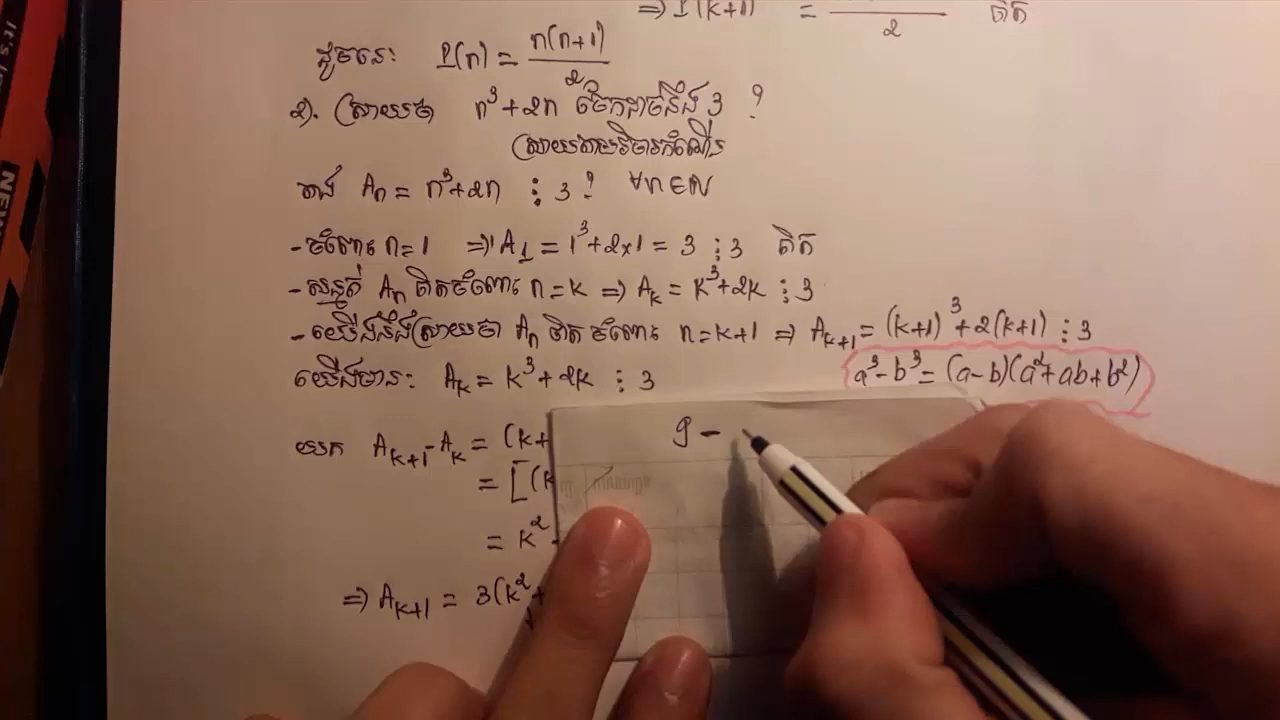 ⇒ P(k+1) = ―
2 ពិត
ដូចនេះ P(n) = n(n+1)/2
2). ស្រាយថា n³+2n ចែកដាច់នឹង 3 ?
ស្រាយតាមវិចារកំណើន
តាង Aₙ = n³+2n ⋮ 3 ? ∀n∈ℕ
- ចំពោះ n=1 ⇒ A₁ = 1³+2×1 = 3 ⋮ 3 ពិត
- សន្មត់ Aₙ ពិតចំពោះ n=k ⇒ Aₖ = k³+2k ⋮ 3
- យើងនឹងស្រាយថា Aₙ ពិត ចំពោះ n=k+1 ⇒ Aₖ₊₁ = (k+1)³+2(k+1) ⋮ 3
យើងមាន: Aₖ = k³+2k ⋮ 3
a³-b³ = (a-b)(a²+ab+b²)
យក Aₖ₊₁-Aₖ = (k+
= [(k
= k²
⇒ Aₖ₊₁ = 3(k²+
9 -
It's
NEW